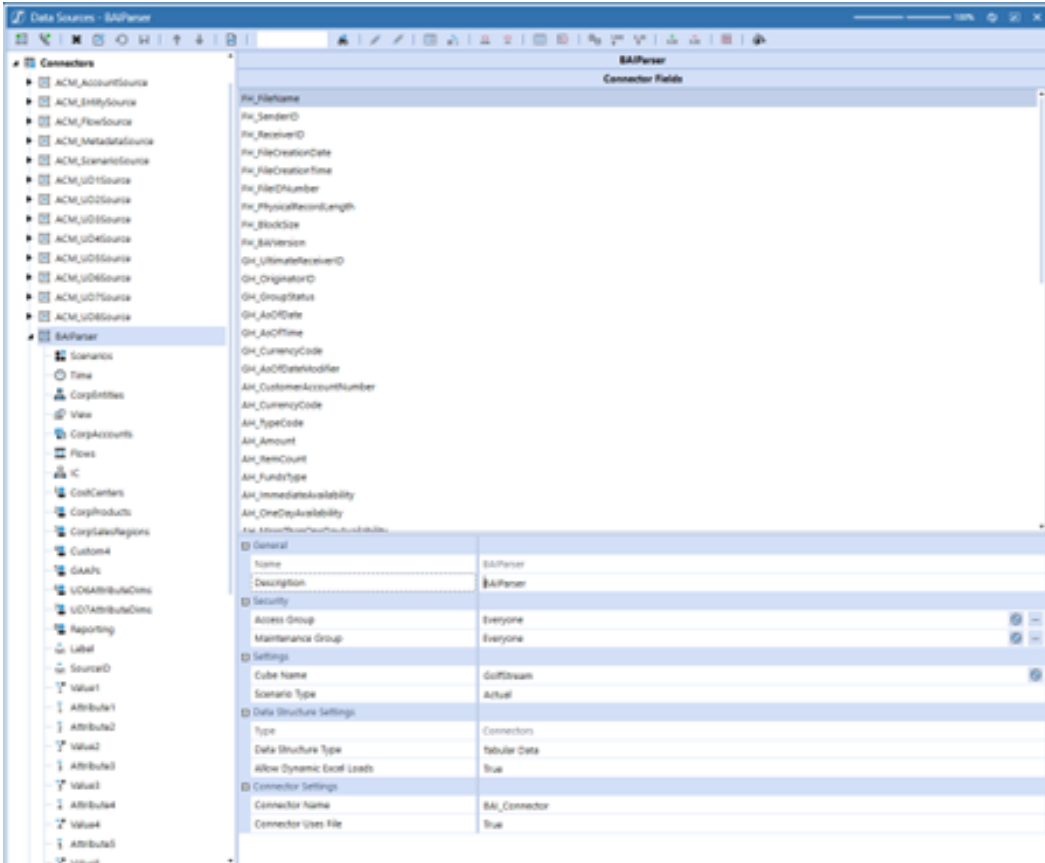 Data Sources - BAIParser
100%
Connectors
ACM_AccountSource
ACM_EntitySource
ACM_FlowSource
ACM_MetadataSource
ACM_ScenarioSource
ACM_UD1Source
ACM_UD2Source
ACM_UD3Source
ACM_UD4Source
ACM_UD5Source
ACM_UD6Source
ACM_UD7Source
ACM_UD8Source
BAIParser
Scenarios
Time
CorpEntities
View
CorpAccounts
Flows
IC
CostCenters
CorpProducts
CorpSalesRegions
Custom4
GAAPs
UD6AttributeDims
UD7AttributeDims
Reporting
Label
SourceID
Value1
Attribute1
Attribute2
Value2
Attribute3
Value3
Attribute4
Value4
Attribute5
BAIParser
Connector Fields
FH_FileName
FH_SenderID
FH_ReceiverID
FH_FileCreationDate
FH_FileCreationTime
FH_FileIDNumber
FH_PhysicalRecordLength
FH_BlockSize
FH_BAIVersion
GH_UltimateReceiverID
GH_OriginatorID
GH_GroupStatus
GH_AsOfDate
GH_AsOfTime
GH_CurrencyCode
GH_AsOfDateModifier
AH_CustomerAccountNumber
AH_CurrencyCode
AH_TypeCode
AH_Amount
AH_ItemCount
AH_FundsType
AH_ImmediateAvailability
AH_OneDayAvailability
AH_MoreThanOneDayAvailability
General
Name BAIParser
Description BAIParser
Security
Access Group Everyone
Maintenance Group Everyone
Settings
Cube Name GolfStream
Scenario Type Actual
Data Structure Settings
Type Connectors
Data Structure Type Tabular Data
Allow Dynamic Excel Loads True
Connector Settings
Connector Name BAI_Connector
Connector Uses File True